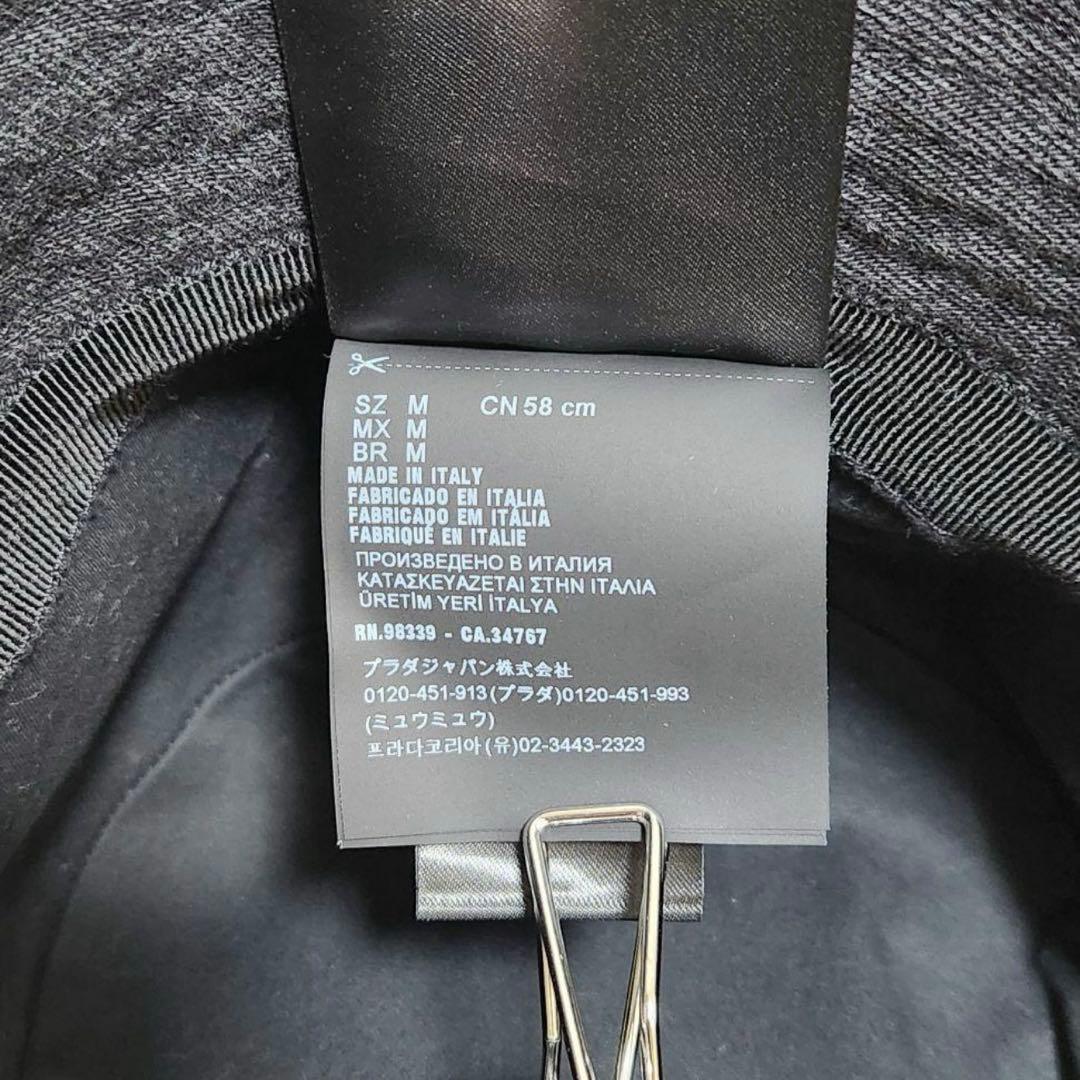 SZ M CN 58 cm
MX M
BR M
MADE IN ITALY
FABRICADO EN ITALIA
FABRICADO EM ITÁLIA
FABRIQUÉ EN ITALIE
ПРОИЗВЕДЕНО В ИТАЛИЯ
ΚΑΤΑΣΚΕΥΑΖΕΤΑΙ ΣΤΗΝ ΙΤΑΛΙΑ
ÜRETİM YERİ İTALYA
RN.98339 - CA.34767
プラダジャパン株式会社
0120-451-913(プラダ)0120-451-993
(ミュウミュウ)
프라다코리아(유)02-3443-2323